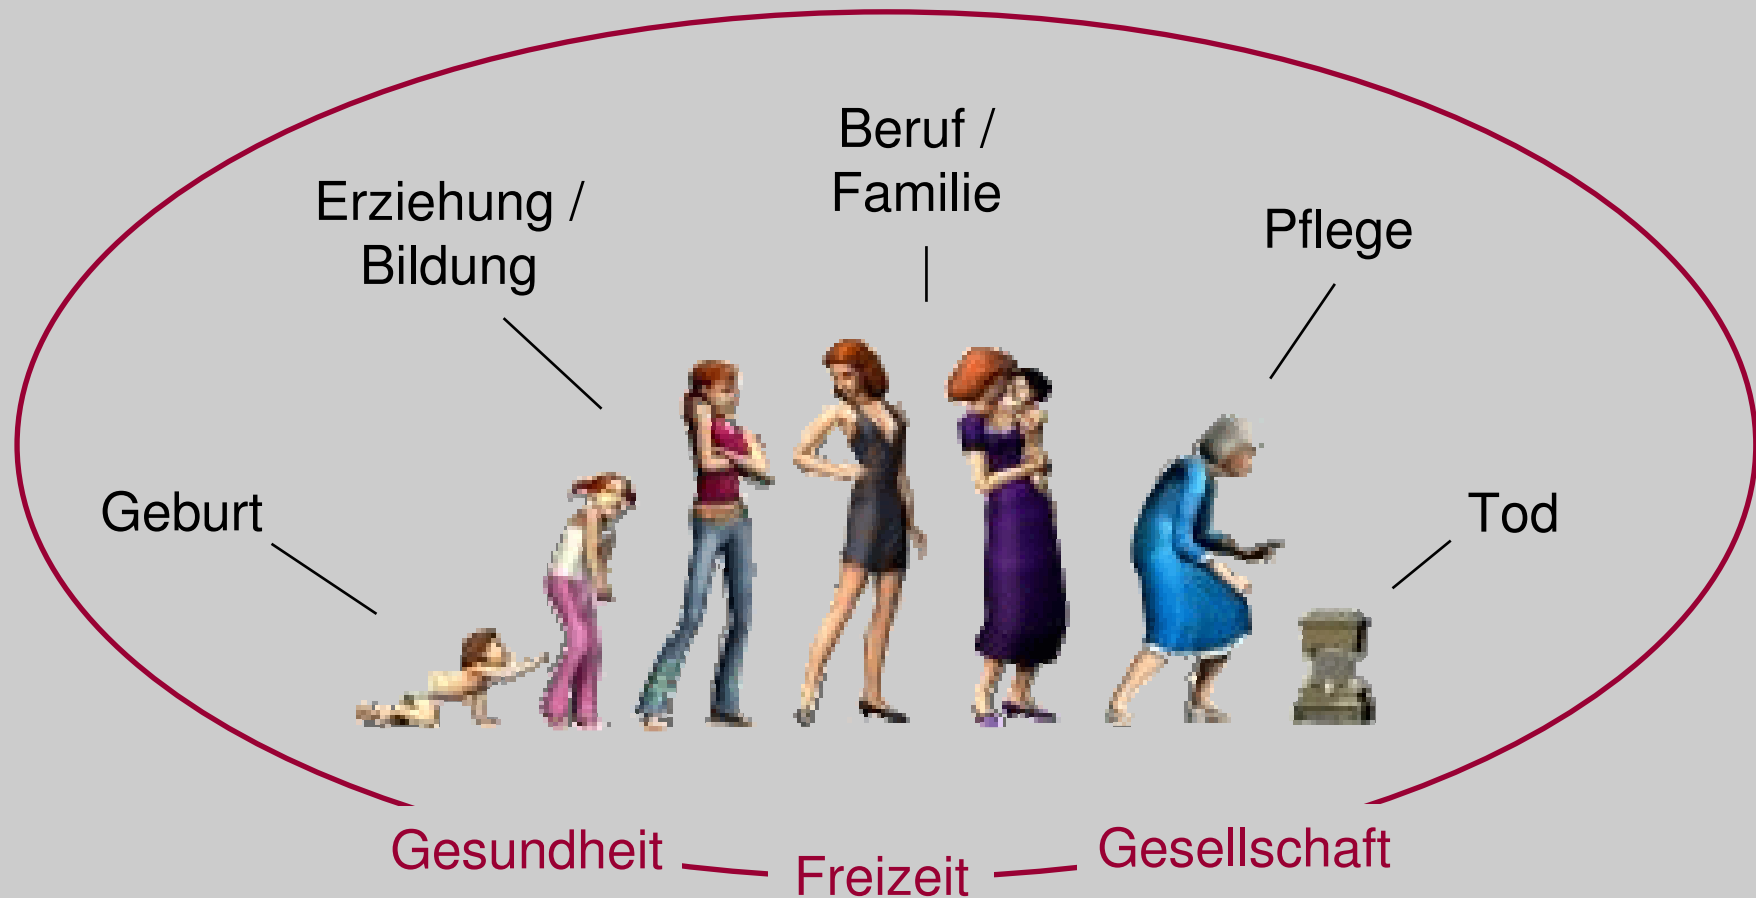 Geburt
Erziehung /
Bildung
Beruf /
Familie
Pflege
Tod
Gesundheit
Freizeit
Gesellschaft